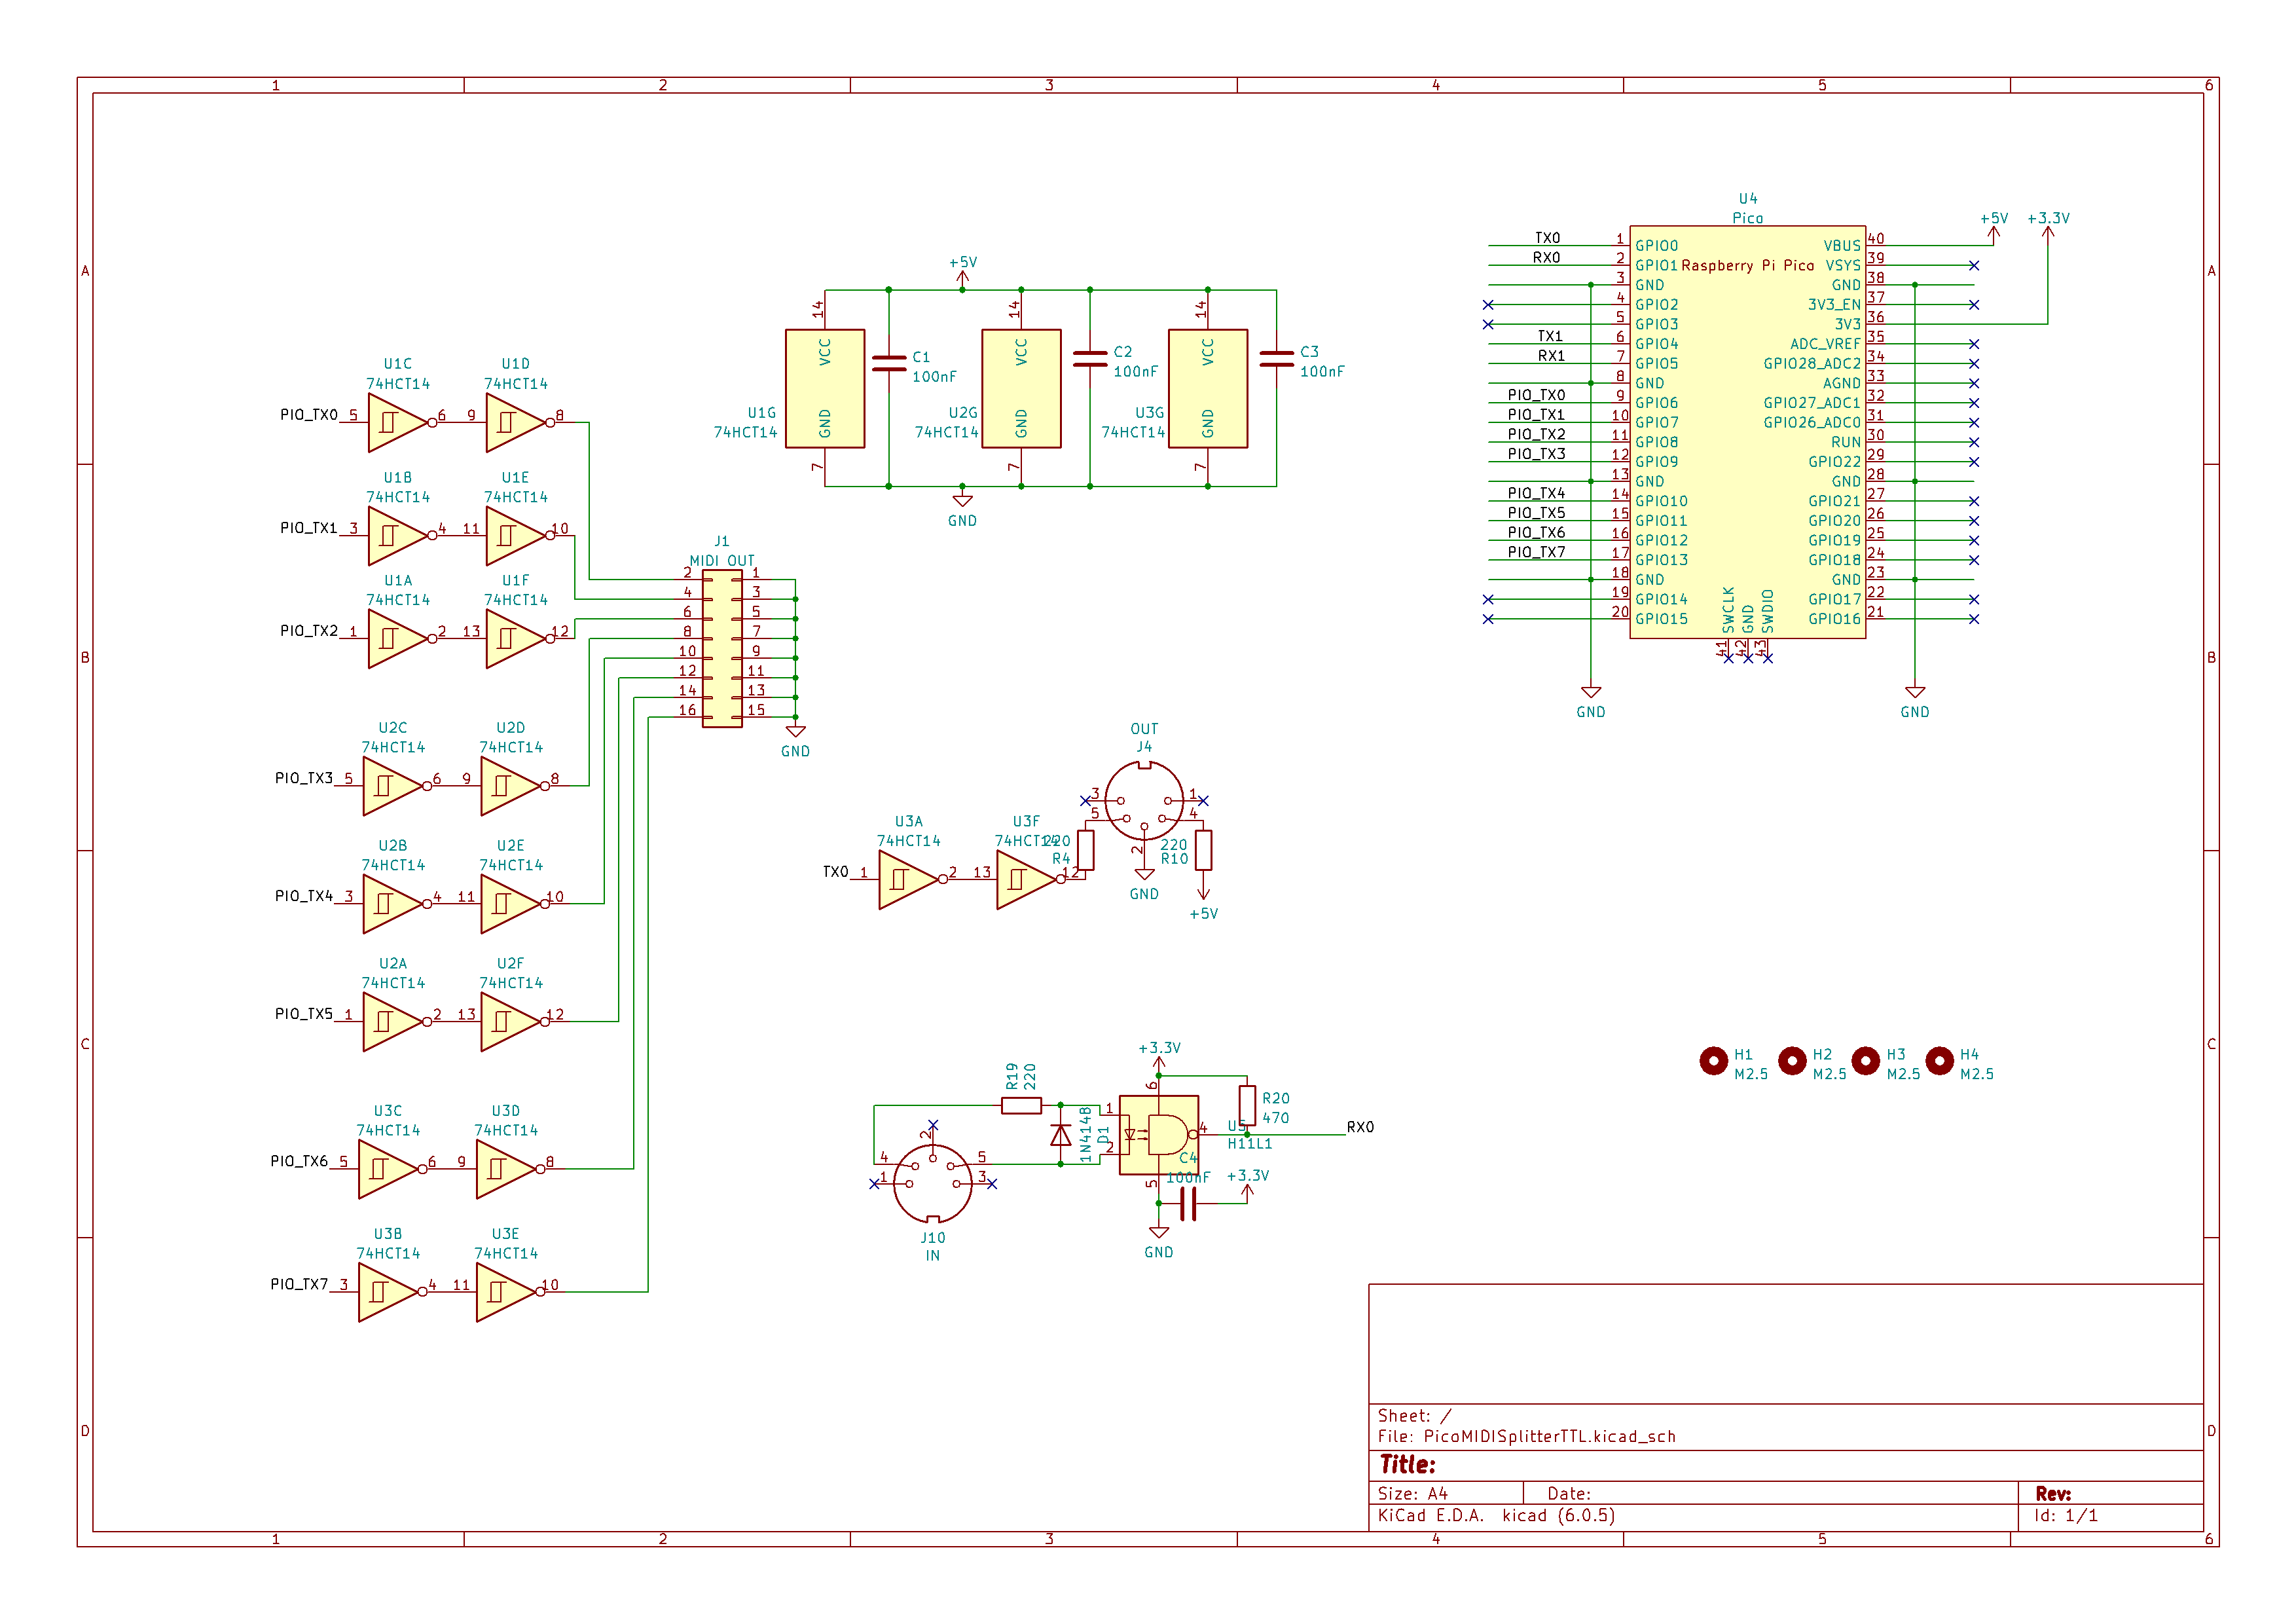 1 2 3 4 5 6
A A
B B
C C
D D
1 2 3 4 5 6
U1C
74HCT14
PIO_TX0 5 6
U1D
74HCT14
9 8
U1B
74HCT14
PIO_TX1 3 4
U1E
74HCT14
11 10
U1A
74HCT14
PIO_TX2 1 2
U1F
74HCT14
13 12
U2C
74HCT14
PIO_TX3 5 6
U2D
74HCT14
9 8
U2B
74HCT14
PIO_TX4 3 4
U2E
74HCT14
11 10
U2A
74HCT14
PIO_TX5 1 2
U2F
74HCT14
13 12
U3C
74HCT14
PIO_TX6 5 6
U3D
74HCT14
9 8
U3B
74HCT14
PIO_TX7 3 4
U3E
74HCT14
11 10
J1
MIDI OUT
2 1
4 3
6 5
8 7
10 9
12 11
14 13
16 15
GND
+5V
14 VCC
GND 7
U1G
74HCT14
C1
100nF
14 VCC
GND 7
U2G
74HCT14
C2
100nF
14 VCC
GND 7
U3G
74HCT14
C3
100nF
GND
OUT
J4
3 1
5 4
2
U3A
74HCT14
TX0 1 2
U3F
74HCT14
13 12
220
R4
220
R10
GND
+5V
+3.3V
R19
220
1N4148
D1
1
2
6
4
5
U5
H11L1
R20
470
RX0
C4
100nF
+3.3V
GND
2
4 5
1 3
J10
IN
U4
Pico
Raspberry Pi Pico
+5V +3.3V
TX0 1 GPIO0 VBUS 40
RX0 2 GPIO1 VSYS 39
3 GND GND 38
4 GPIO2 3V3_EN 37
5 GPIO3 3V3 36
TX1 6 GPIO4 ADC_VREF 35
RX1 7 GPIO5 GPIO28_ADC2 34
8 GND AGND 33
PIO_TX0 9 GPIO6 GPIO27_ADC1 32
PIO_TX1 10 GPIO7 GPIO26_ADC0 31
PIO_TX2 11 GPIO8 RUN 30
PIO_TX3 12 GPIO9 GPIO22 29
13 GND GND 28
PIO_TX4 14 GPIO10 GPIO21 27
PIO_TX5 15 GPIO11 GPIO20 26
PIO_TX6 16 GPIO12 GPIO19 25
PIO_TX7 17 GPIO13 GPIO18 24
18 GND GND 23
19 GPIO14 GPIO17 22
20 GPIO15 GPIO16 21
SWCLK GND SWDIO
41 42 43
GND GND
H1
M2.5
H2
M2.5
H3
M2.5
H4
M2.5
Sheet: /
File: PicoMIDISplitterTTL.kicad_sch
Title:
Size: A4 Date: Rev:
KiCad E.D.A. kicad (6.0.5) Id: 1/1